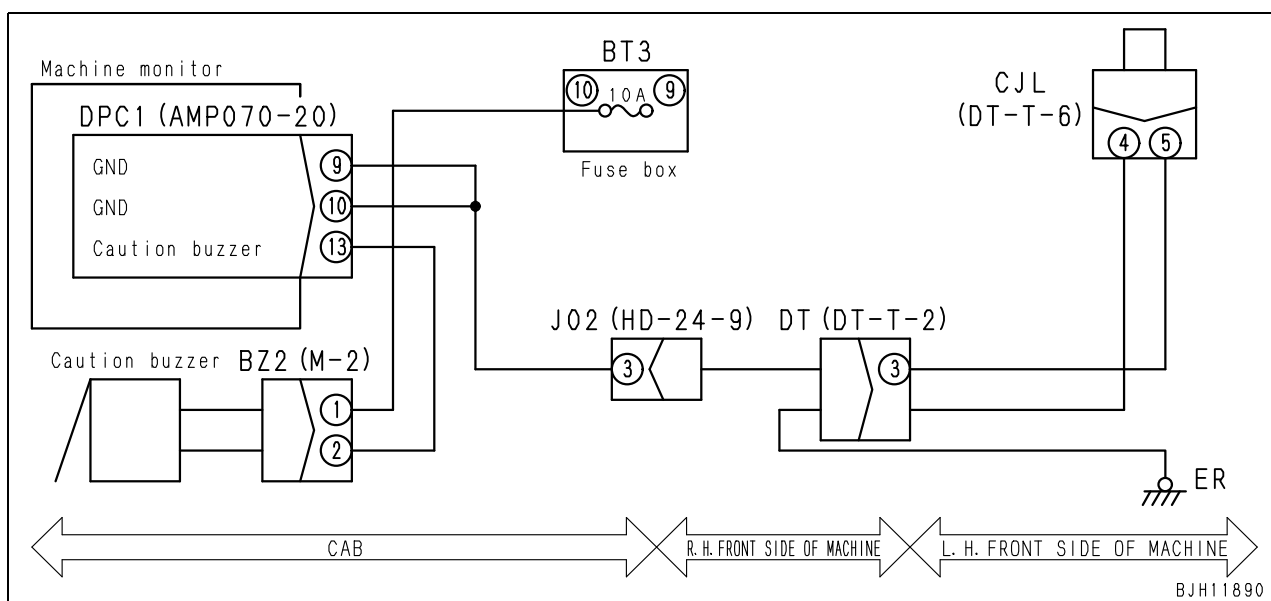 BT3
Machine monitor
CJL
(DT-T-6)
10 10A 9
DPC1 (AMP070-20)
Fuse box
4 5
GND 9
GND 10
Caution buzzer 13
J02 (HD-24-9) DT (DT-T-2)
Caution buzzer BZ2 (M-2)
3 3
1
2
ER
CAB R.H. FRONT SIDE OF MACHINE L. H. FRONT SIDE OF MACHINE
BJH11890